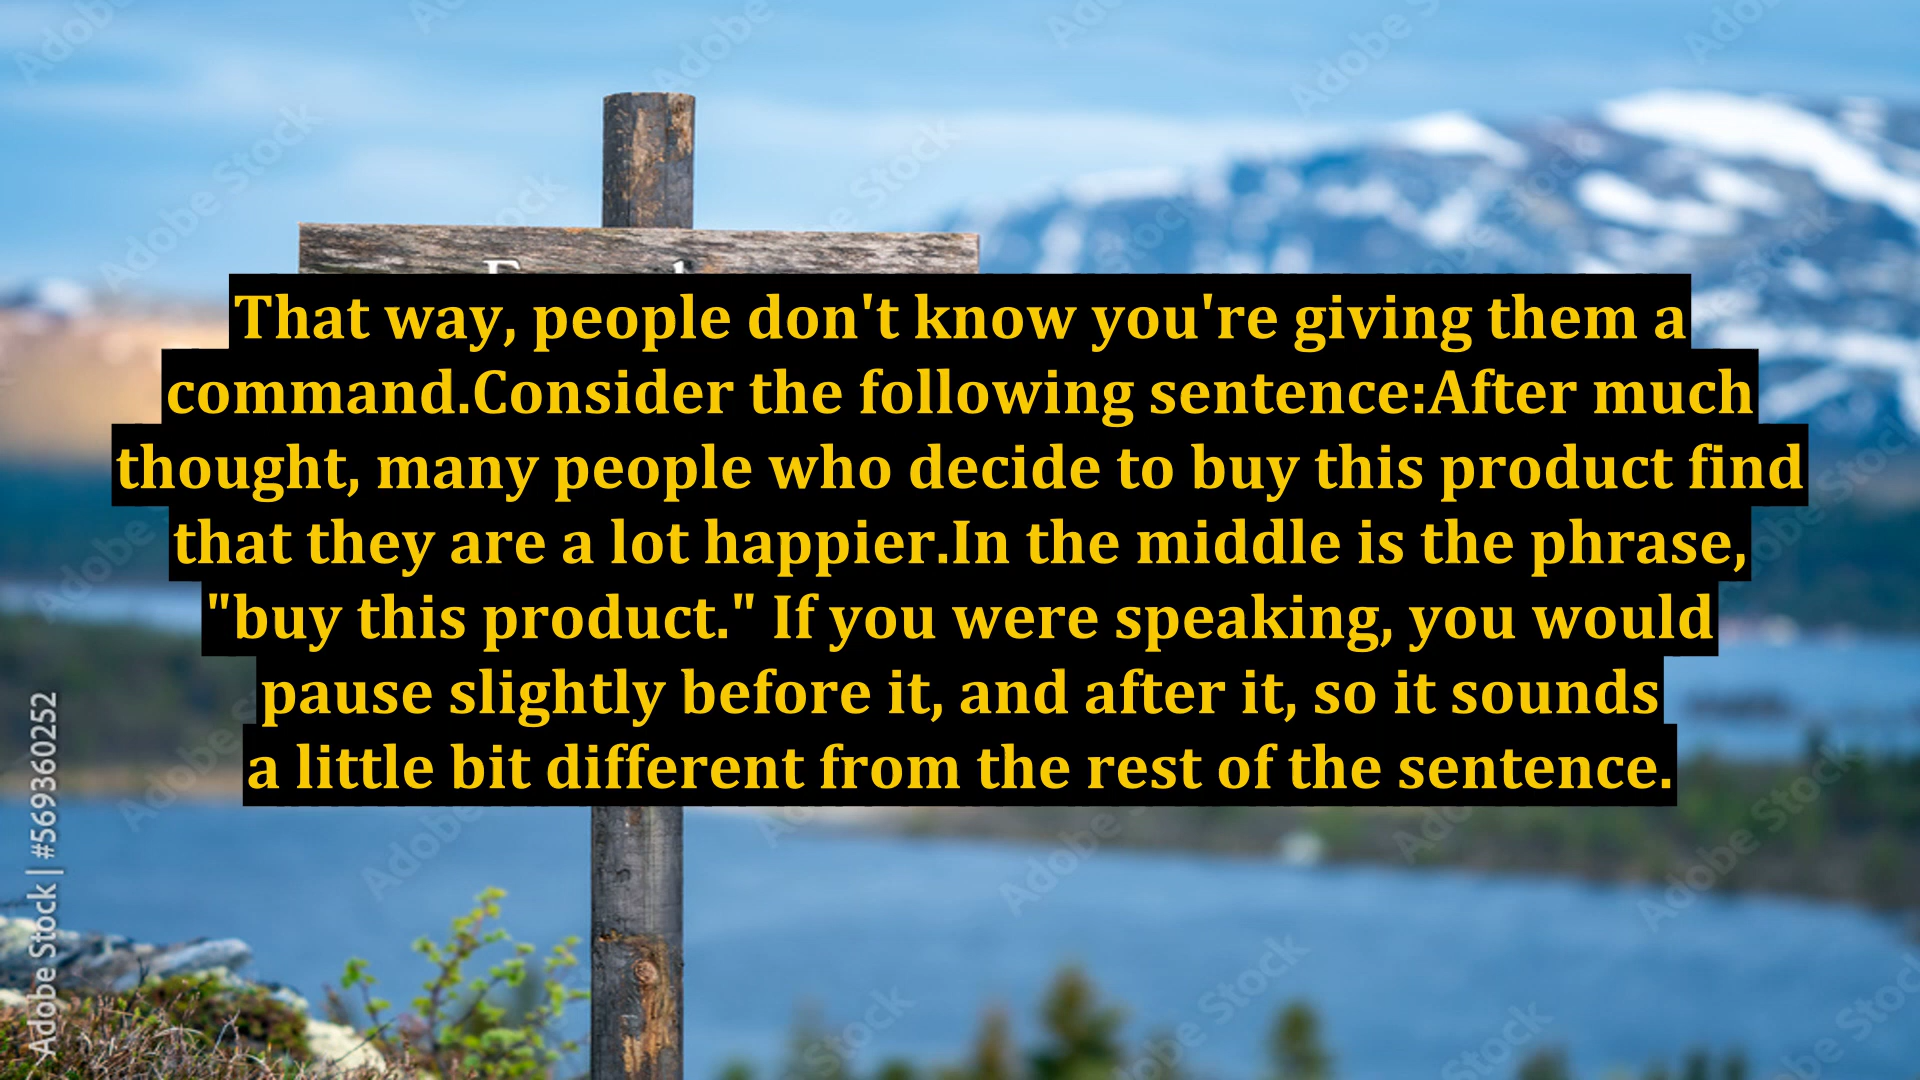 That way, people don't know you're giving them a
command.Consider the following sentence:After much
thought, many people who decide to buy this product find
that they are a lot happier.In the middle is the phrase,
"buy this product." If you were speaking, you would
pause slightly before it, and after it, so it sounds
a little bit different from the rest of the sentence.
Adobe Stock | #569360252